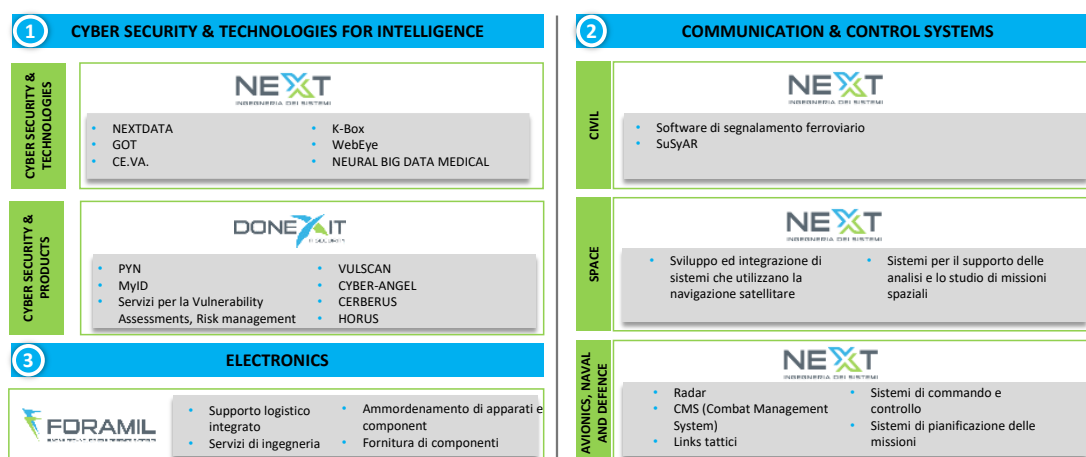 1
CYBER SECURITY & TECHNOLOGIES FOR INTELLIGENCE
CYBER SECURITY &
TECHNOLOGIES
NEXT
INGEGNERIA DEI SISTEMI
• NEXTDATA
• GOT
• CE.VA.
• K-Box
• WebEye
• NEURAL BIG DATA MEDICAL
CYBER SECURITY &
PRODUCTS
DONEXIT
IT SECURITY
• PYN
• MyID
• Servizi per la Vulnerability
Assessments, Risk management
• VULSCAN
• CYBER-ANGEL
• CERBERUS
• HORUS
3
ELECTRONICS
FORAMIL
• Supporto logistico
integrato
• Servizi di ingegneria
• Ammordenamento di apparati e
component
• Fornitura di componenti
2
COMMUNICATION & CONTROL SYSTEMS
CIVIL
NEXT
INGEGNERIA DEI SISTEMI
• Software di segnalamento ferroviario
• SuSyAR
SPACE
NEXT
INGEGNERIA DEI SISTEMI
• Sviluppo ed integrazione di
sistemi che utilizzano la
navigazione satellitare
• Sistemi per il supporto delle
analisi e lo studio di missioni
spaziali
AVIONICS, NAVAL
AND DEFENCE
NEXT
INGEGNERIA DEI SISTEMI
• Radar
• CMS (Combat Management
System)
• Links tattici
• Sistemi di commando e
controllo
• Sistemi di pianificazione delle
missioni